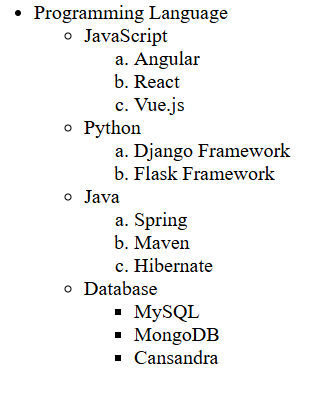 • Programming Language
◦ JavaScript
a. Angular
b. React
c. Vue.js
◦ Python
a. Django Framework
b. Flask Framework
◦ Java
a. Spring
b. Maven
c. Hibernate
◦ Database
▪ MySQL
▪ MongoDB
▪ Cansandra